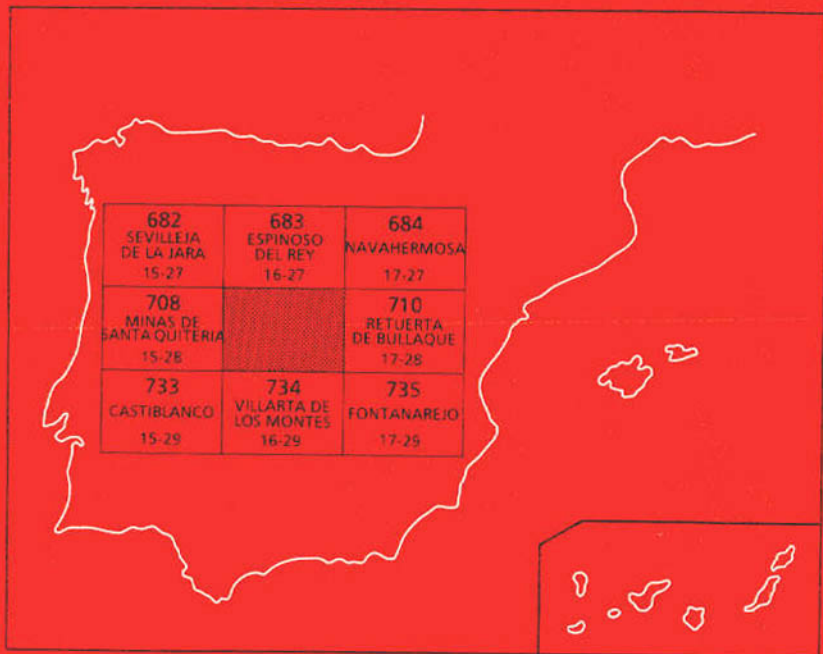 682
SEVILLEJA
DE LA JARA
15-27
683
ESPINOSO
DEL REY
16-27
684
NAVAHERMOSA
17-27
708
MINAS DE
SANTA QUITERIA
15-28
710
RETUERTA
DE BULLAQUE
17-28
733
CASTIBLANCO
15-29
734
VILLARTA DE
LOS MONTES
16-29
735
FONTANAREJO
17-29